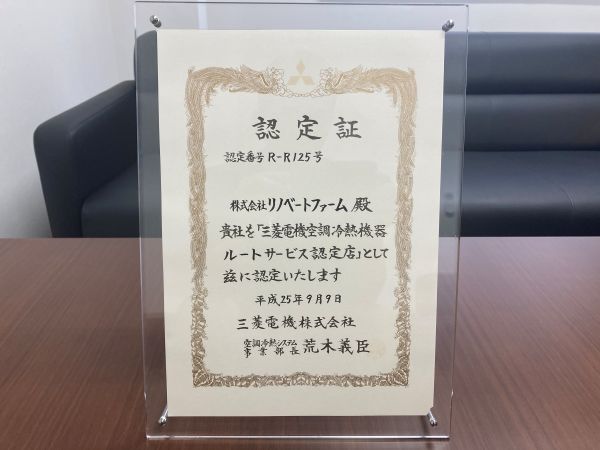 認定証
認定番号 R-R125号
株式会社リノベートファーム 殿
貴社を「三菱電機空調冷熱機器
ルートサービス認定店」として
玆に認定いたします
平成25年9月9日
三菱電機株式会社
空調冷熱システム
事業部長 荒木義臣